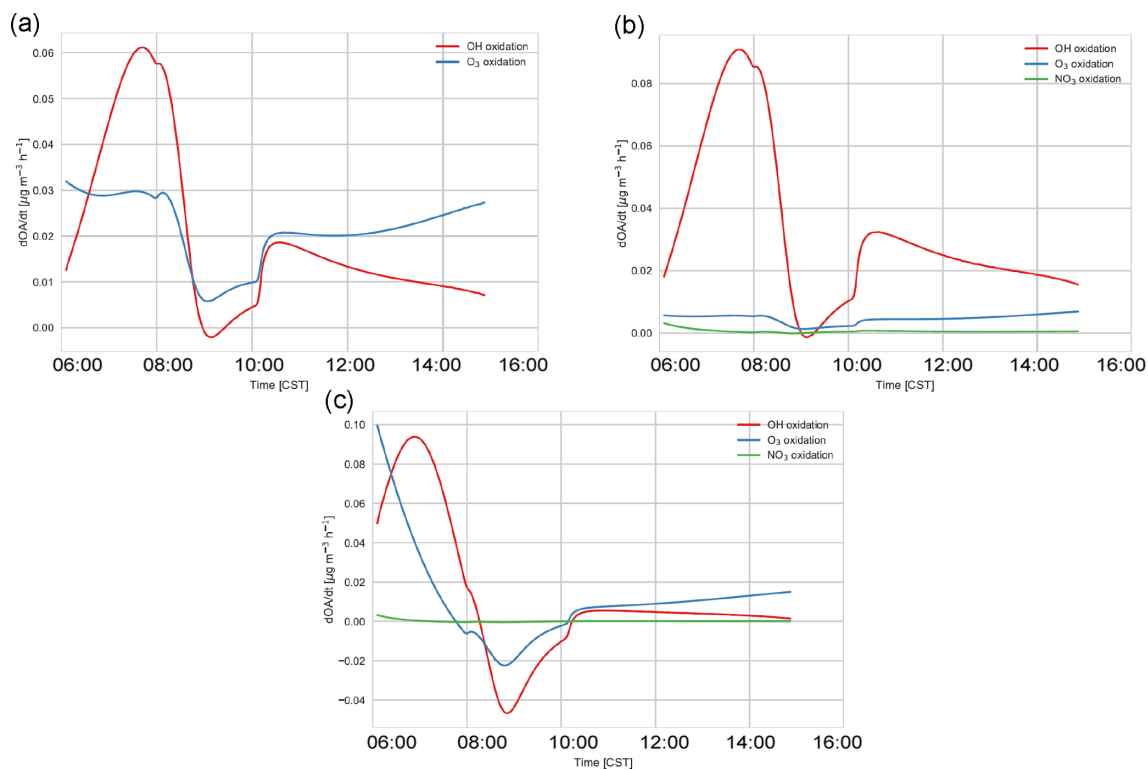 (a)
OH oxidation
O₃ oxidation
0.06
0.05
0.04
0.03
0.02
0.01
0.00
dOA/dt [μg m⁻³ h⁻¹]
06:00 08:00 10:00 12:00 14:00 16:00
Time [CST]
(b)
OH oxidation
O₃ oxidation
NO₃ oxidation
0.08
0.06
0.04
0.02
0.00
dOA/dt [μg m⁻³ h⁻¹]
06:00 08:00 10:00 12:00 14:00 16:00
Time [CST]
(c)
OH oxidation
O₃ oxidation
NO₃ oxidation
0.10
0.08
0.06
0.04
0.02
0.00
−0.02
−0.04
dOA/dt [μg m⁻³ h⁻¹]
06:00 08:00 10:00 12:00 14:00 16:00
Time [CST]